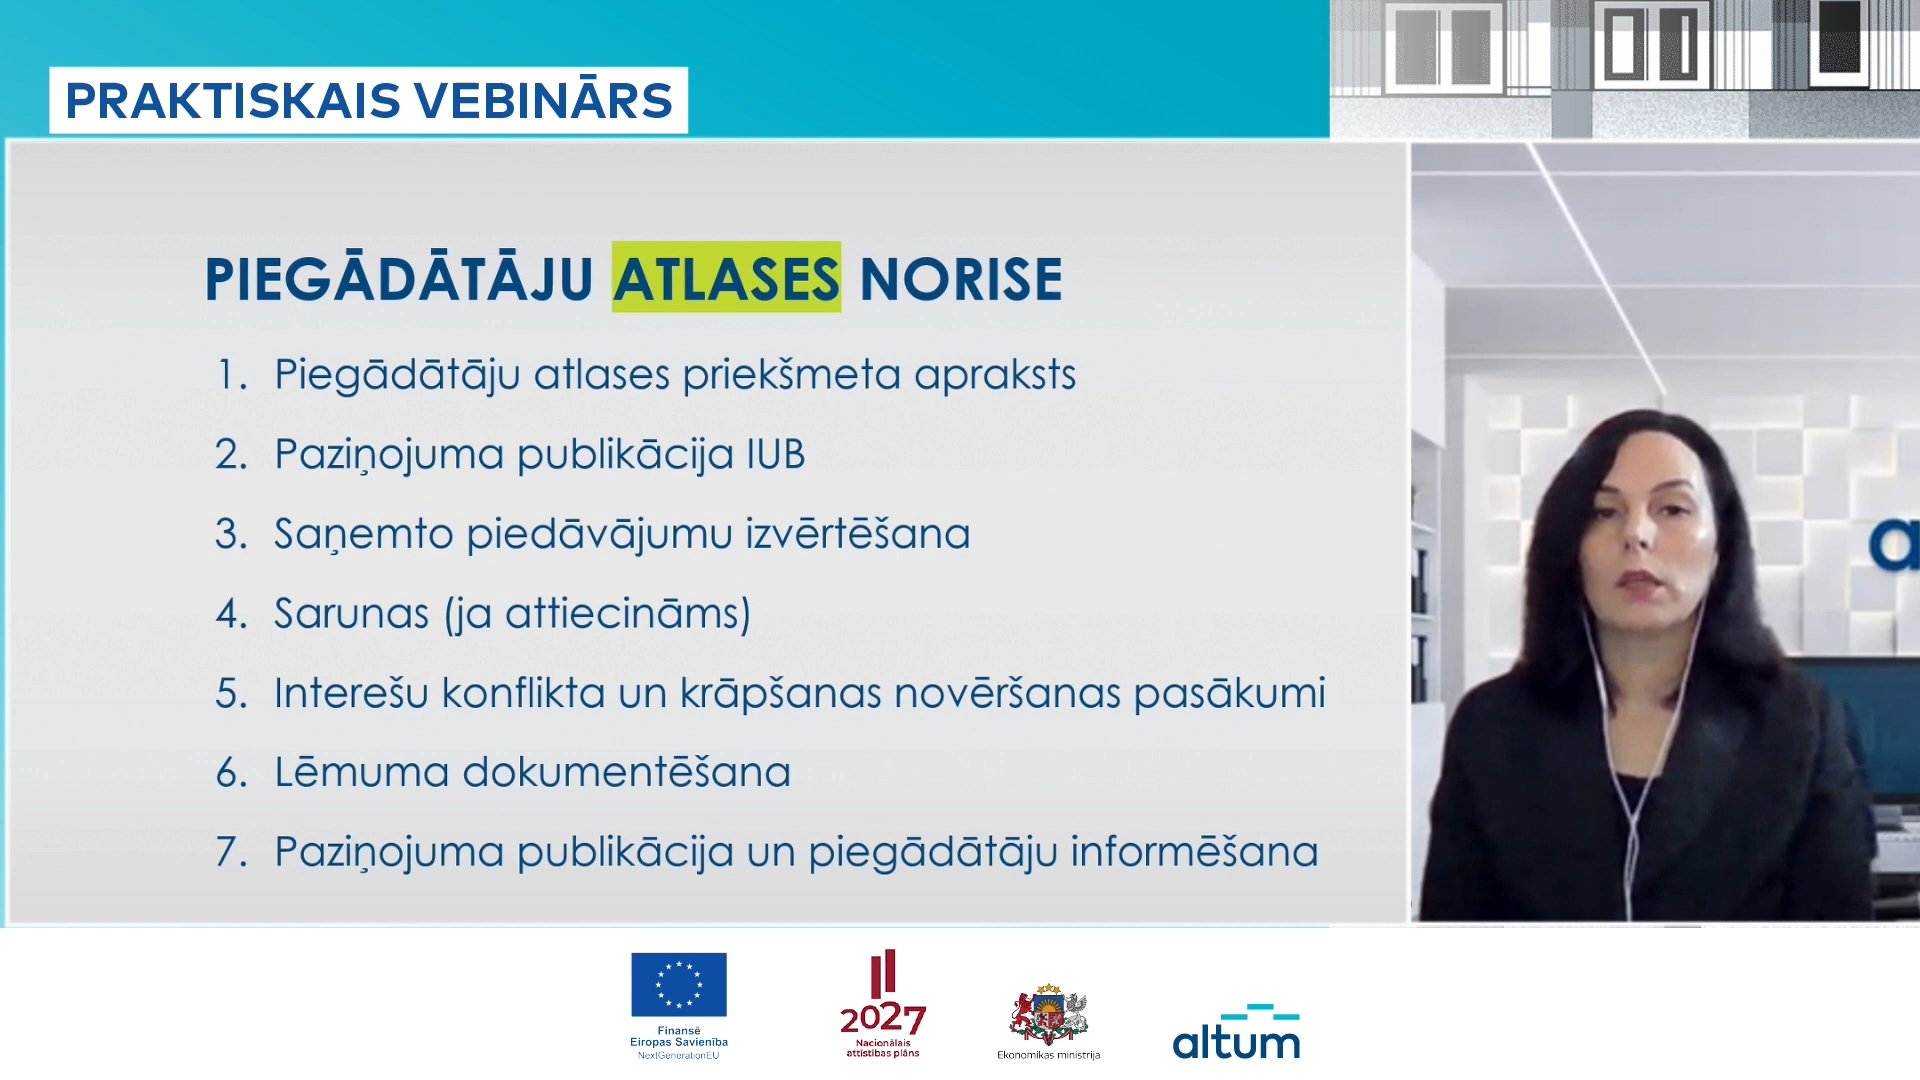 PRAKTISKAIS VEBINĀRS
PIEGĀDĀTĀJU ATLASES NORISE
1. Piegādātāju atlases priekšmeta apraksts
2. Paziņojuma publikācija IUB
3. Saņemto piedāvājumu izvērtēšana
4. Sarunas (ja attiecināms)
5. Interešu konflikta un krāpšanas novēršanas pasākumi
6. Lēmuma dokumentēšana
7. Paziņojuma publikācija un piegādātāju informēšana
a
Finansē
Eiropas Savienība
NextGenerationEU
2027
Nacionālais
attīstības plāns
Ekonomikas ministrija
altum